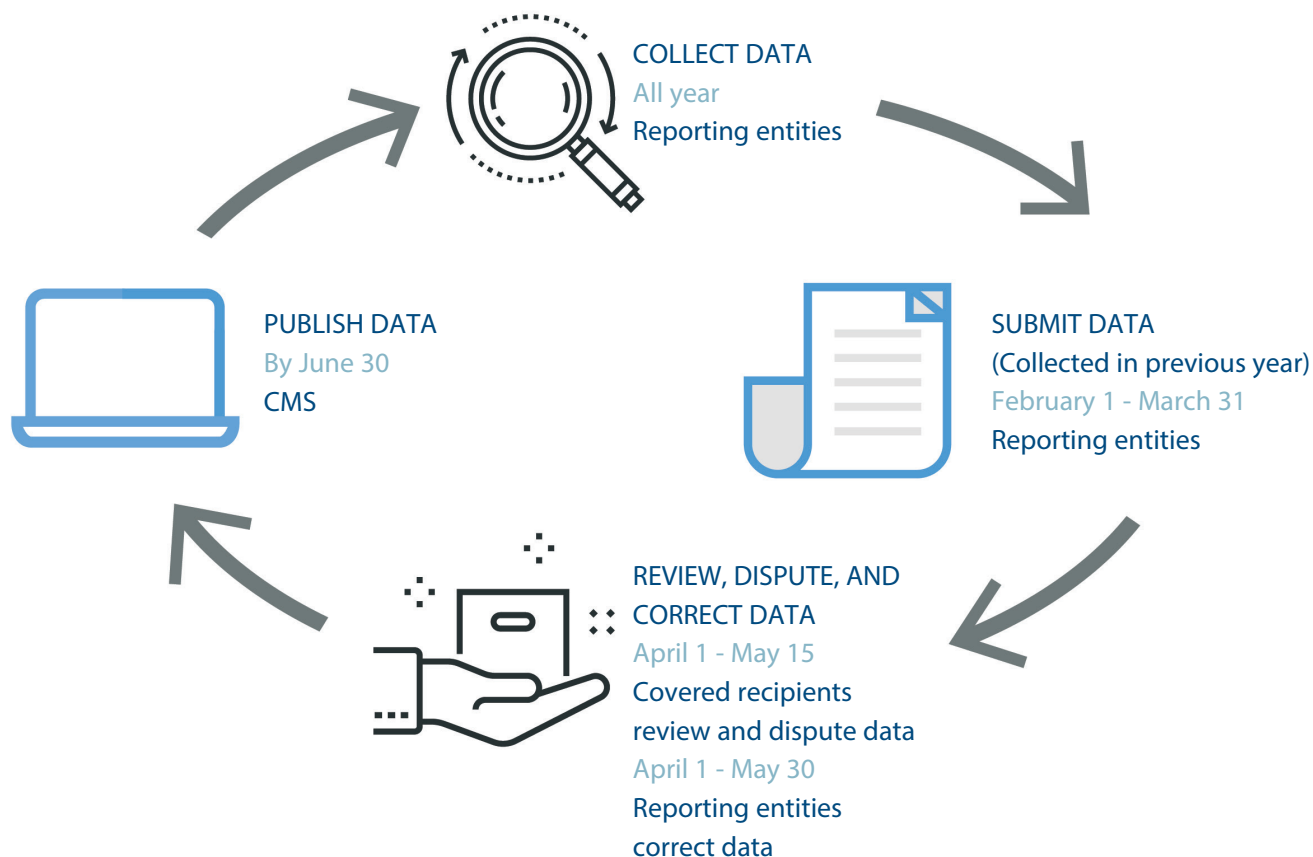 COLLECT DATA
All year
Reporting entities
SUBMIT DATA
(Collected in previous year)
February 1 - March 31
Reporting entities
REVIEW, DISPUTE, AND
CORRECT DATA
April 1 - May 15
Covered recipients
review and dispute data
April 1 - May 30
Reporting entities
correct data
PUBLISH DATA
By June 30
CMS